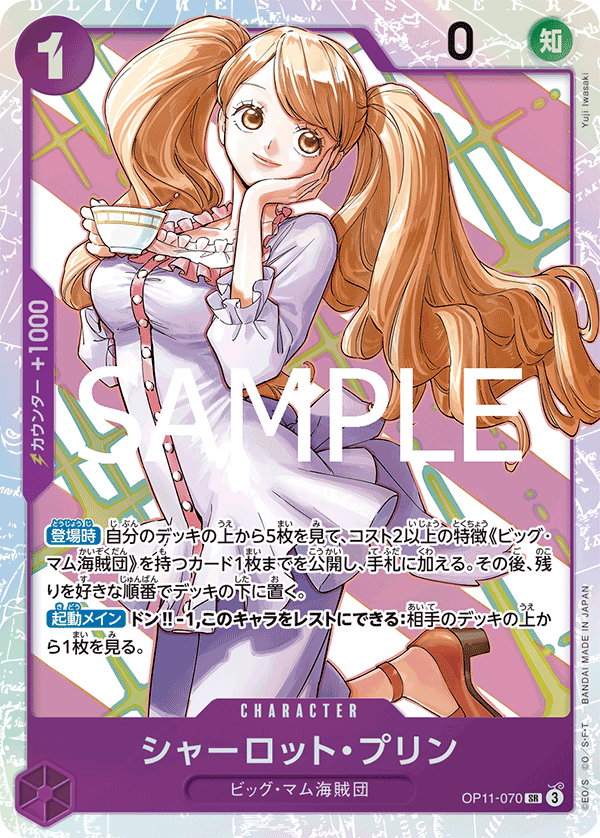 1
0
知
Yuji Iwasaki
カウンター +1000
SAMPLE
登場時 自分のデッキの上から5枚を見て、コスト2以上の特徴《ビッグ・
マム海賊団》を持つカード1枚までを公開し、手札に加える。その後、残
りを好きな順番でデッキの下に置く。
起動メイン ドン!!-1,このキャラをレストにできる:相手のデッキの上か
ら1枚を見る。
CHARACTER
シャーロット・プリン
ビッグ・マム海賊団
OP11-070 SR 3
©E.O/S ©O/S・F・T BANDAI MADE IN JAPAN